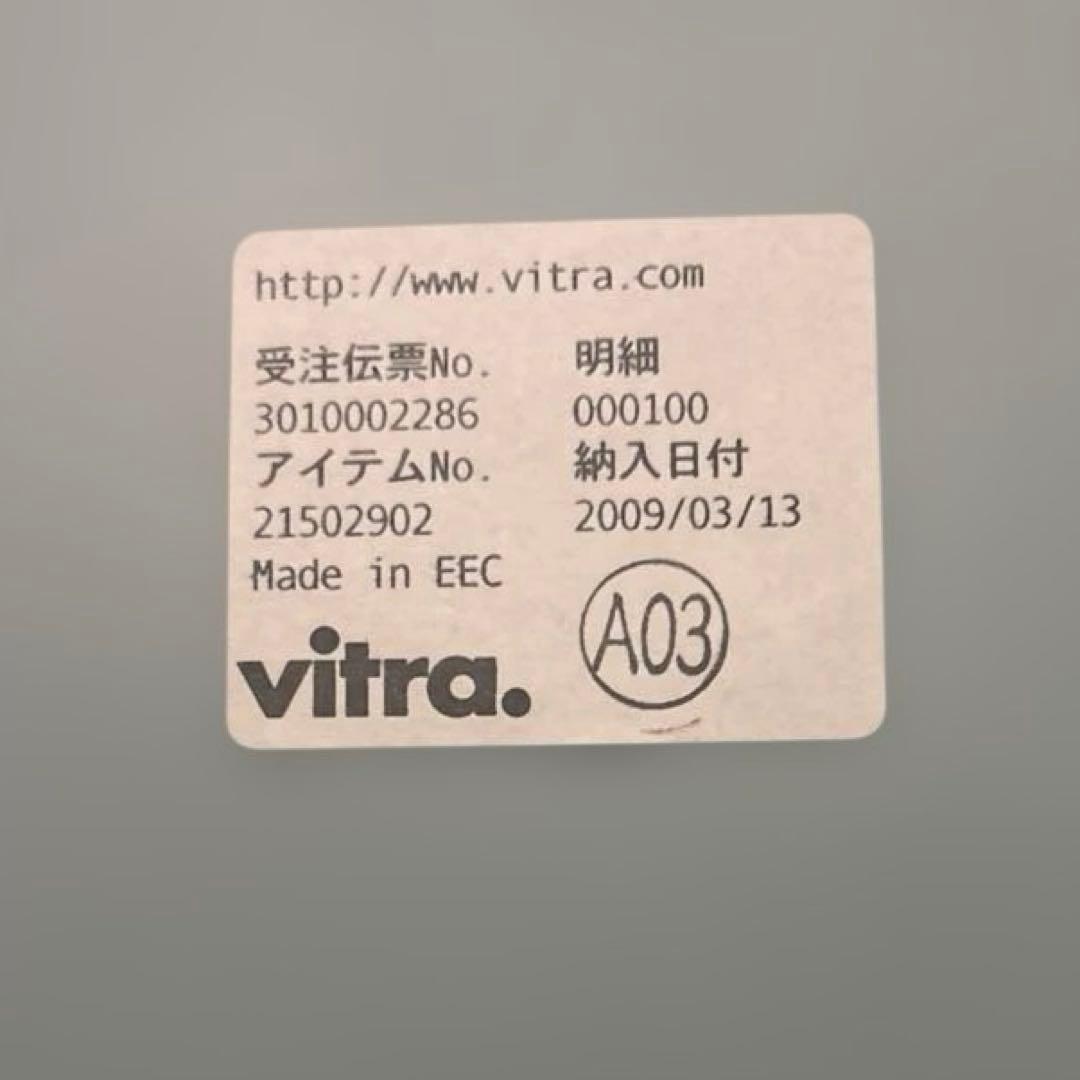 http://www.vitra.com
受注伝票No. 明細
3010002286 000100
アイテムNo. 納入日付
21502902 2009/03/13
Made in EEC
vitra. A03